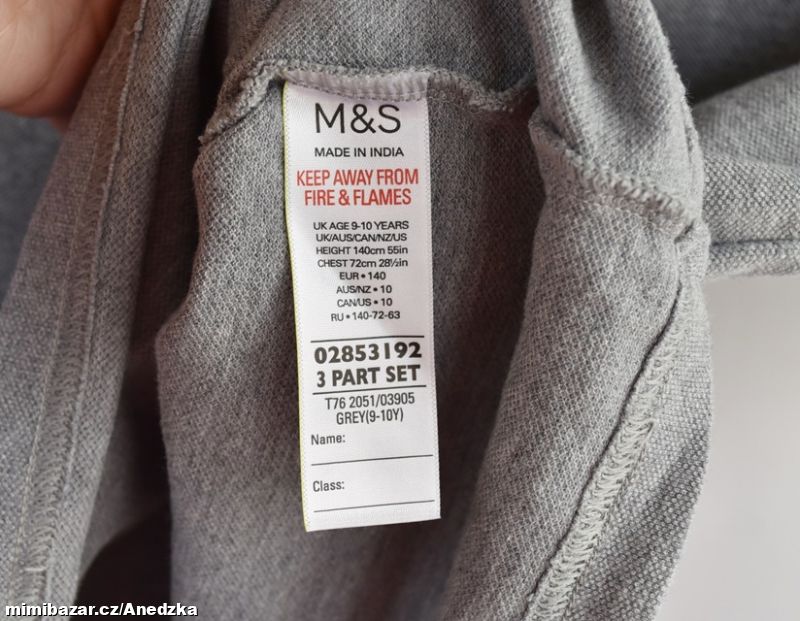 M&S
MADE IN INDIA
KEEP AWAY FROM
FIRE & FLAMES
UK AGE 9-10 YEARS
UK/AUS/CAN/NZ/US
HEIGHT 140cm 55in
CHEST 72cm 28½in
EUR • 140
AUS/NZ • 10
CAN/US • 10
RU • 140-72-63
02853192
3 PART SET
T76 2051/03905
GREY(9-10Y)
Name:
Class:
mimibazar.cz/Anedzka